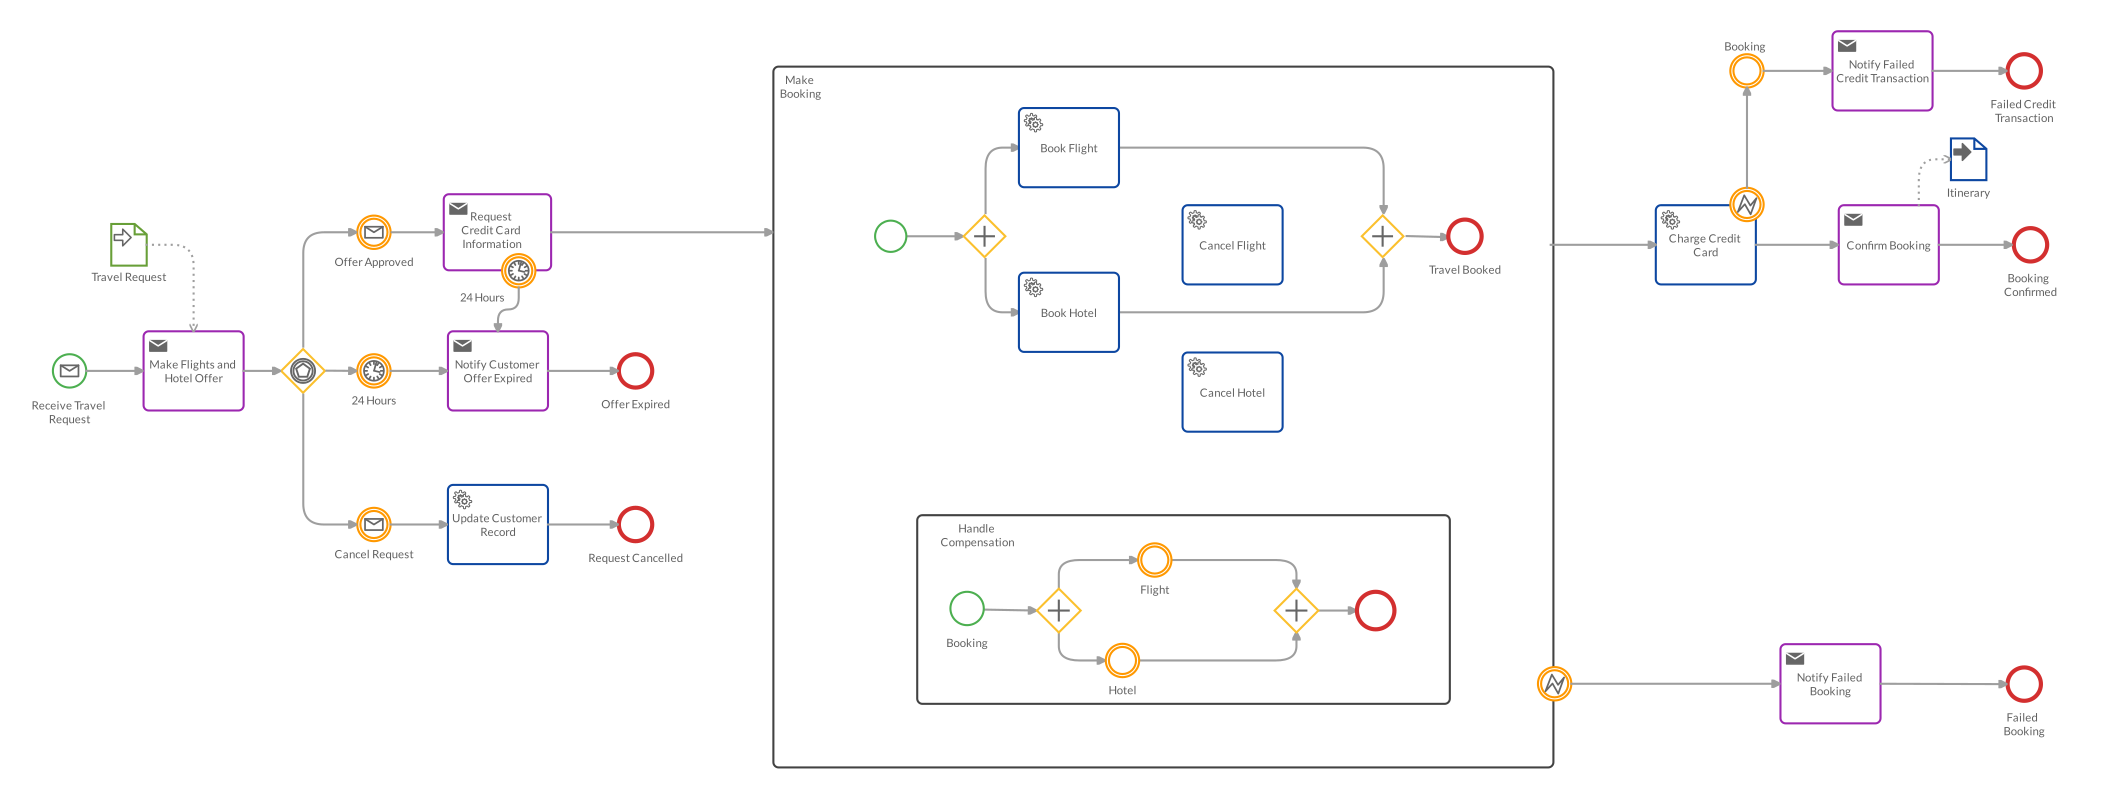 Travel Request
Receive Travel
Request
Make Flights and
Hotel Offer
Offer Approved
24 Hours
Cancel Request
Request
Credit Card
Information
24 Hours
Notify Customer
Offer Expired
Update Customer
Record
Offer Expired
Request Cancelled
Make
Booking
Book Flight
Book Hotel
Cancel Flight
Cancel Hotel
Travel Booked
Handle
Compensation
Booking
Flight
Hotel
Booking
Notify Failed
Credit Transaction
Failed Credit
Transaction
Itinerary
Charge Credit
Card
Confirm Booking
Booking
Confirmed
Notify Failed
Booking
Failed
Booking